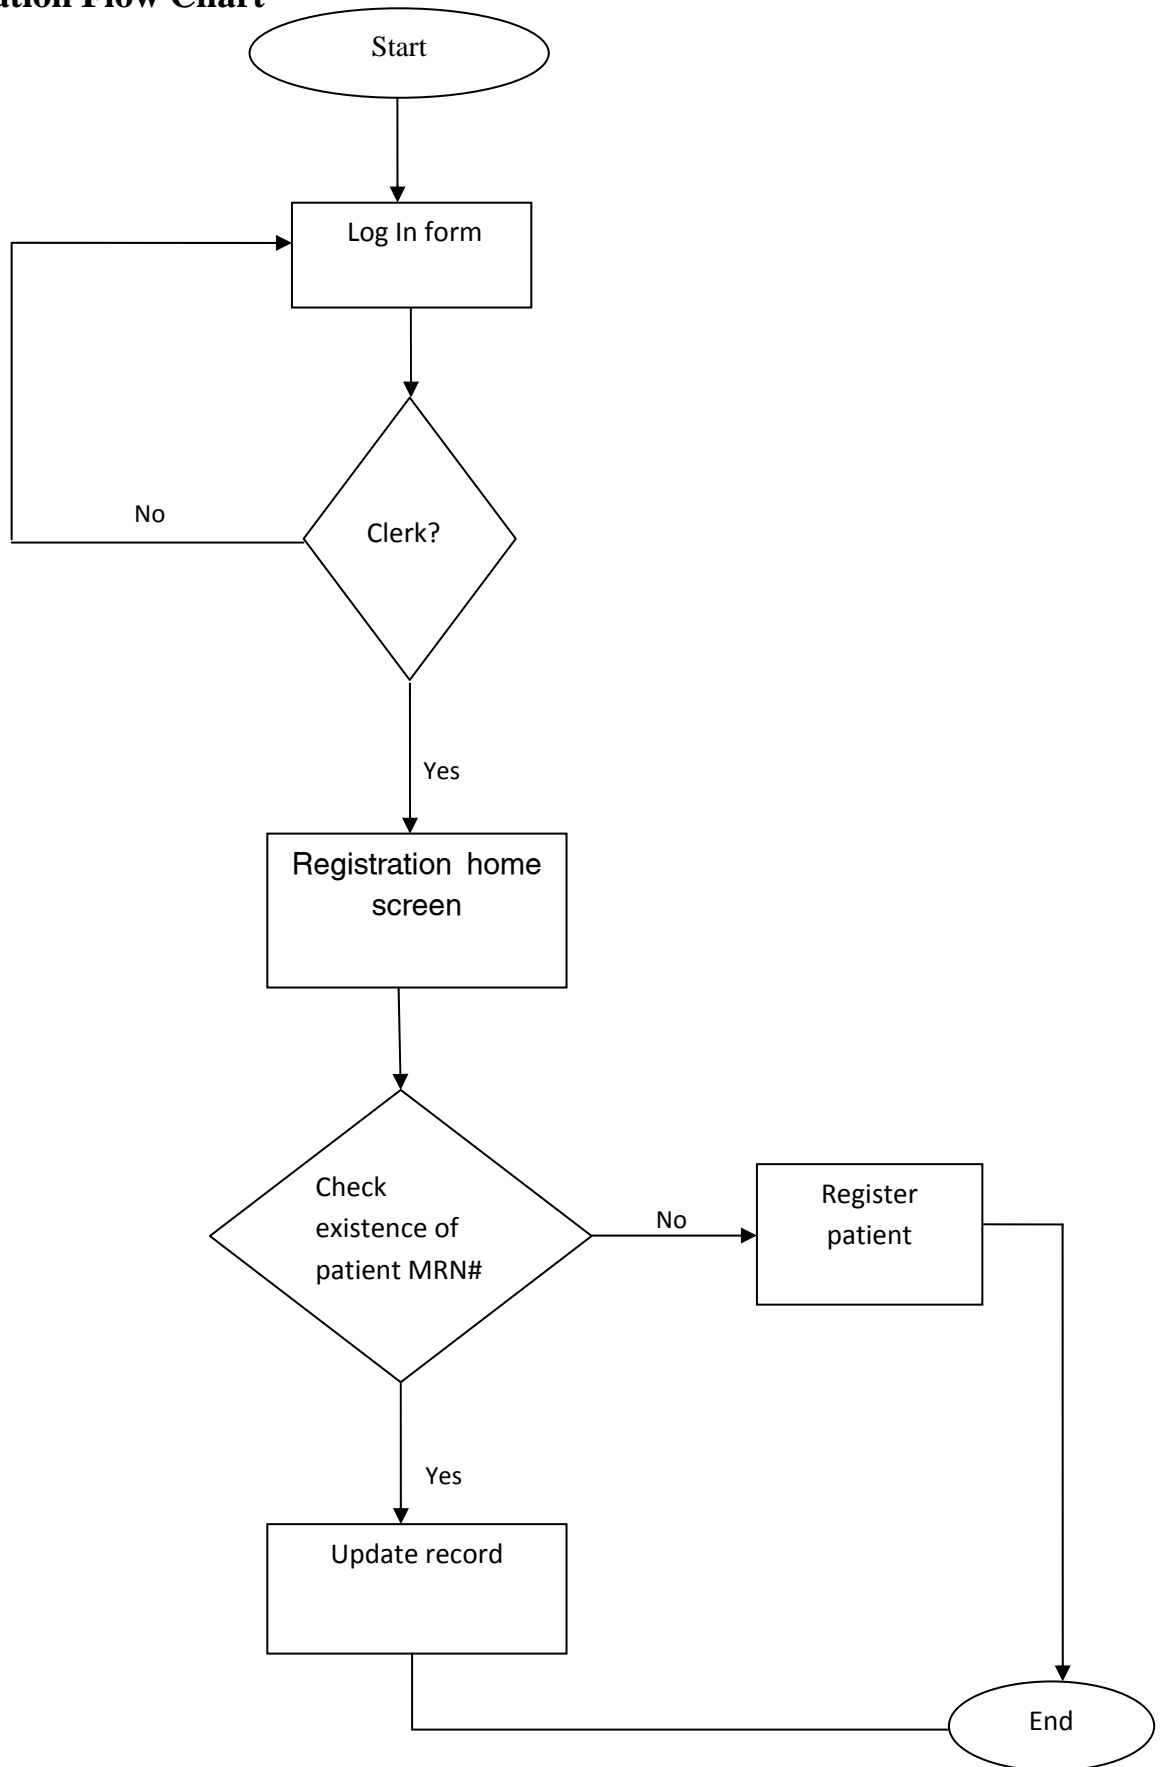 Flow Chart
Start
Log In form
No
Clerk?
Yes
Registration home
screen
Check
existence of
patient MRN#
No
Register
patient
Yes
Update record
End